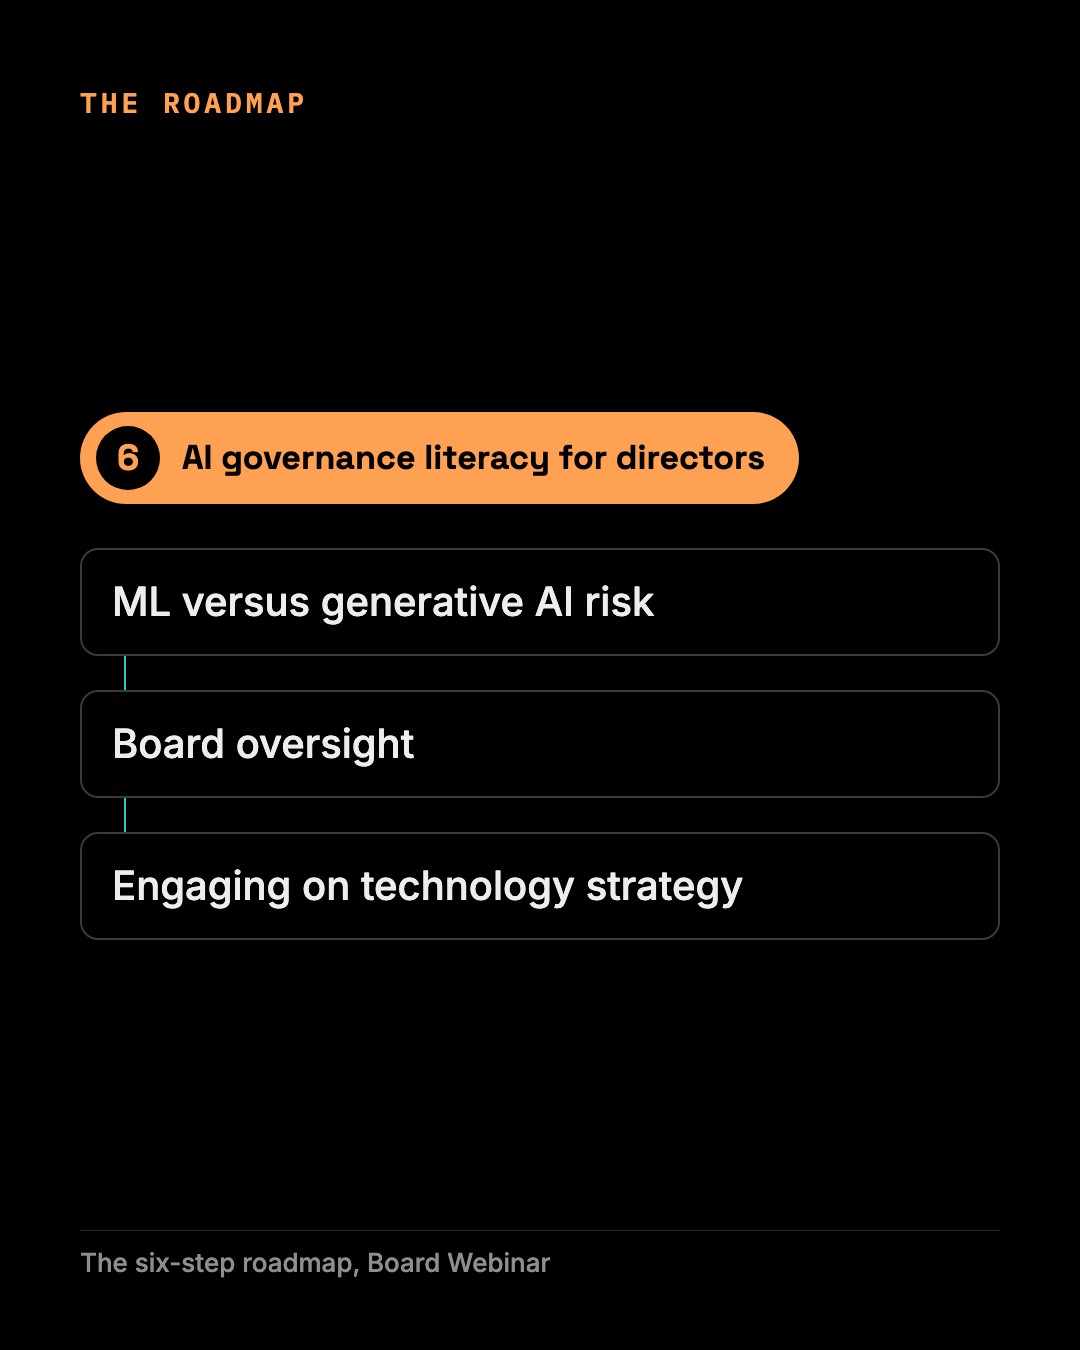 THE ROADMAP
6 AI governance literacy for directors
ML versus generative AI risk
Board oversight
Engaging on technology strategy
The six-step roadmap, Board Webinar